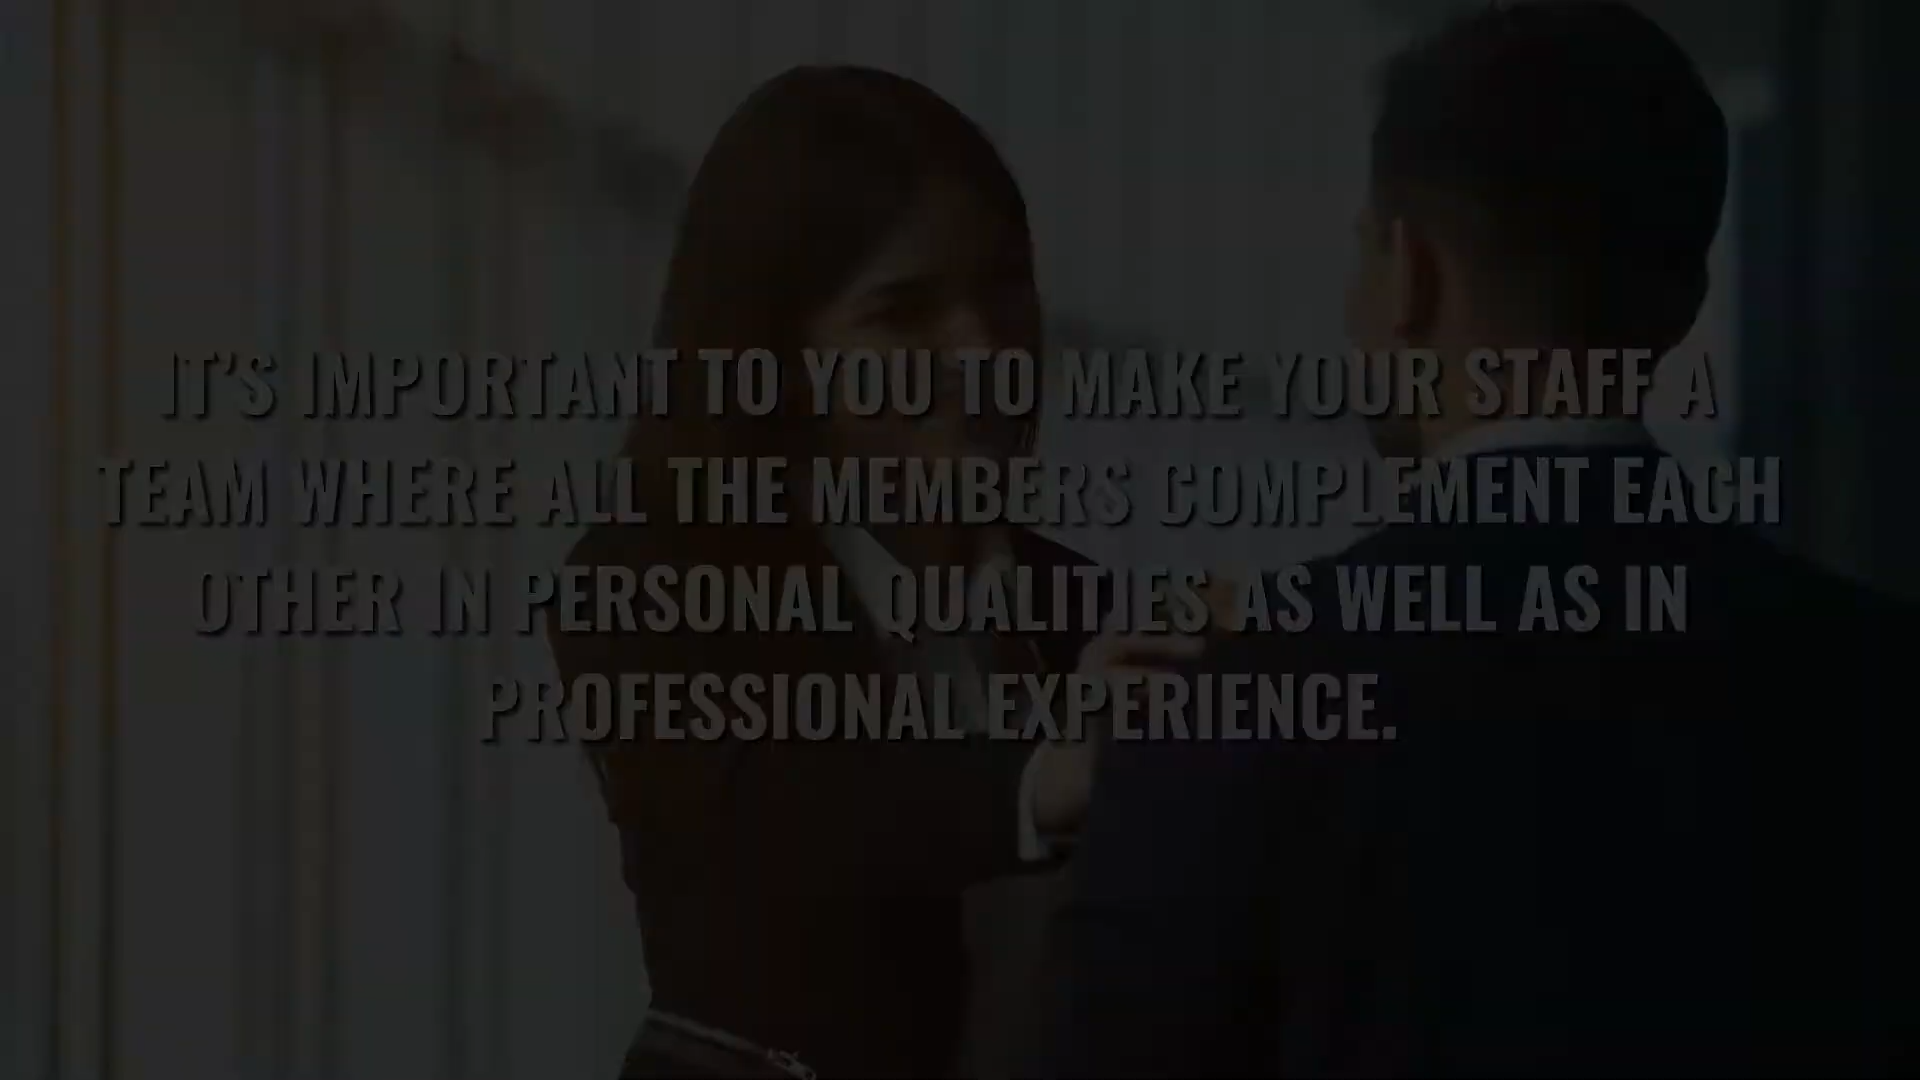 IT'S IMPORTANT TO YOU TO MAKE YOUR STAFF A
TEAM WHERE ALL THE MEMBERS COMPLEMENT EACH
OTHER IN PERSONAL QUALITIES AS WELL AS IN
PROFESSIONAL EXPERIENCE.